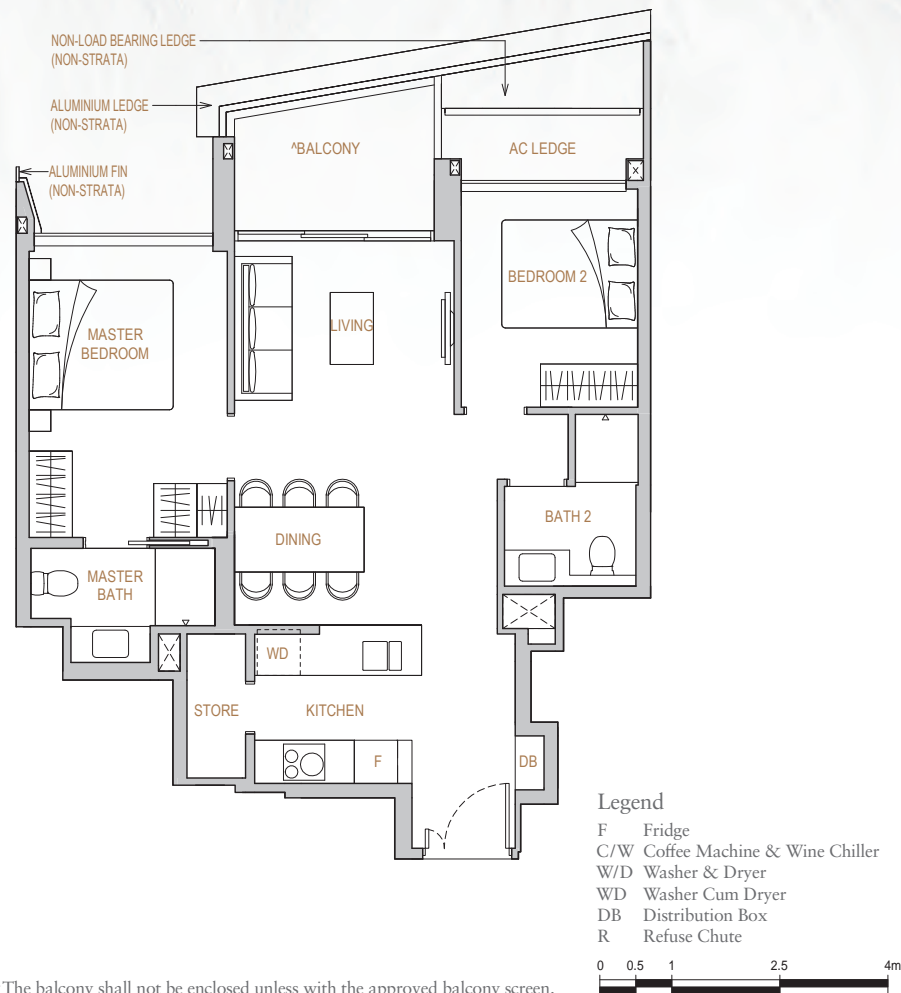 NON-LOAD BEARING LEDGE
(NON-STRATA)
ALUMINIUM LEDGE
(NON-STRATA)
^BALCONY
AC LEDGE
ALUMINIUM FIN
(NON-STRATA)
BEDROOM 2
LIVING
MASTER
BEDROOM
BATH 2
DINING
MASTER
BATH
WD
STORE
KITCHEN
F
DB
Legend
F Fridge
C/W Coffee Machine & Wine Chiller
W/D Washer & Dryer
WD Washer Cum Dryer
DB Distribution Box
R Refuse Chute
0 0.5 1 2.5 4m
The balcony shall not be enclosed unless with the approved balcony screen.